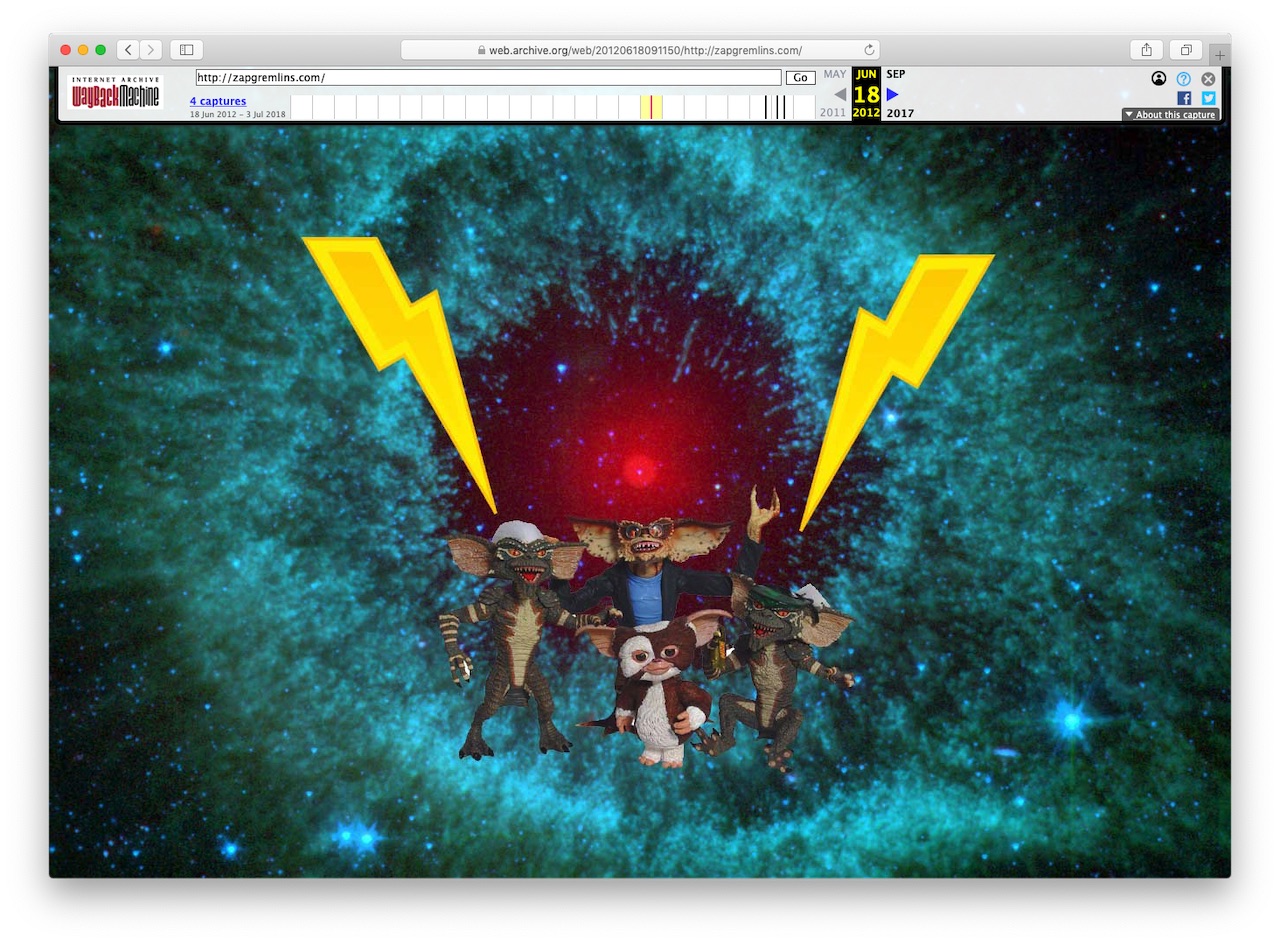 web.archive.org/web/20120618091150/http://zapgremlins.com/
INTERNET ARCHIVE
WayBackMachine
http://zapgremlins.com/
Go
MAY
JUN
SEP
4 captures
18
18 Jun 2012 – 3 Jul 2018
2011
2012
2017
f
▼ About this capture